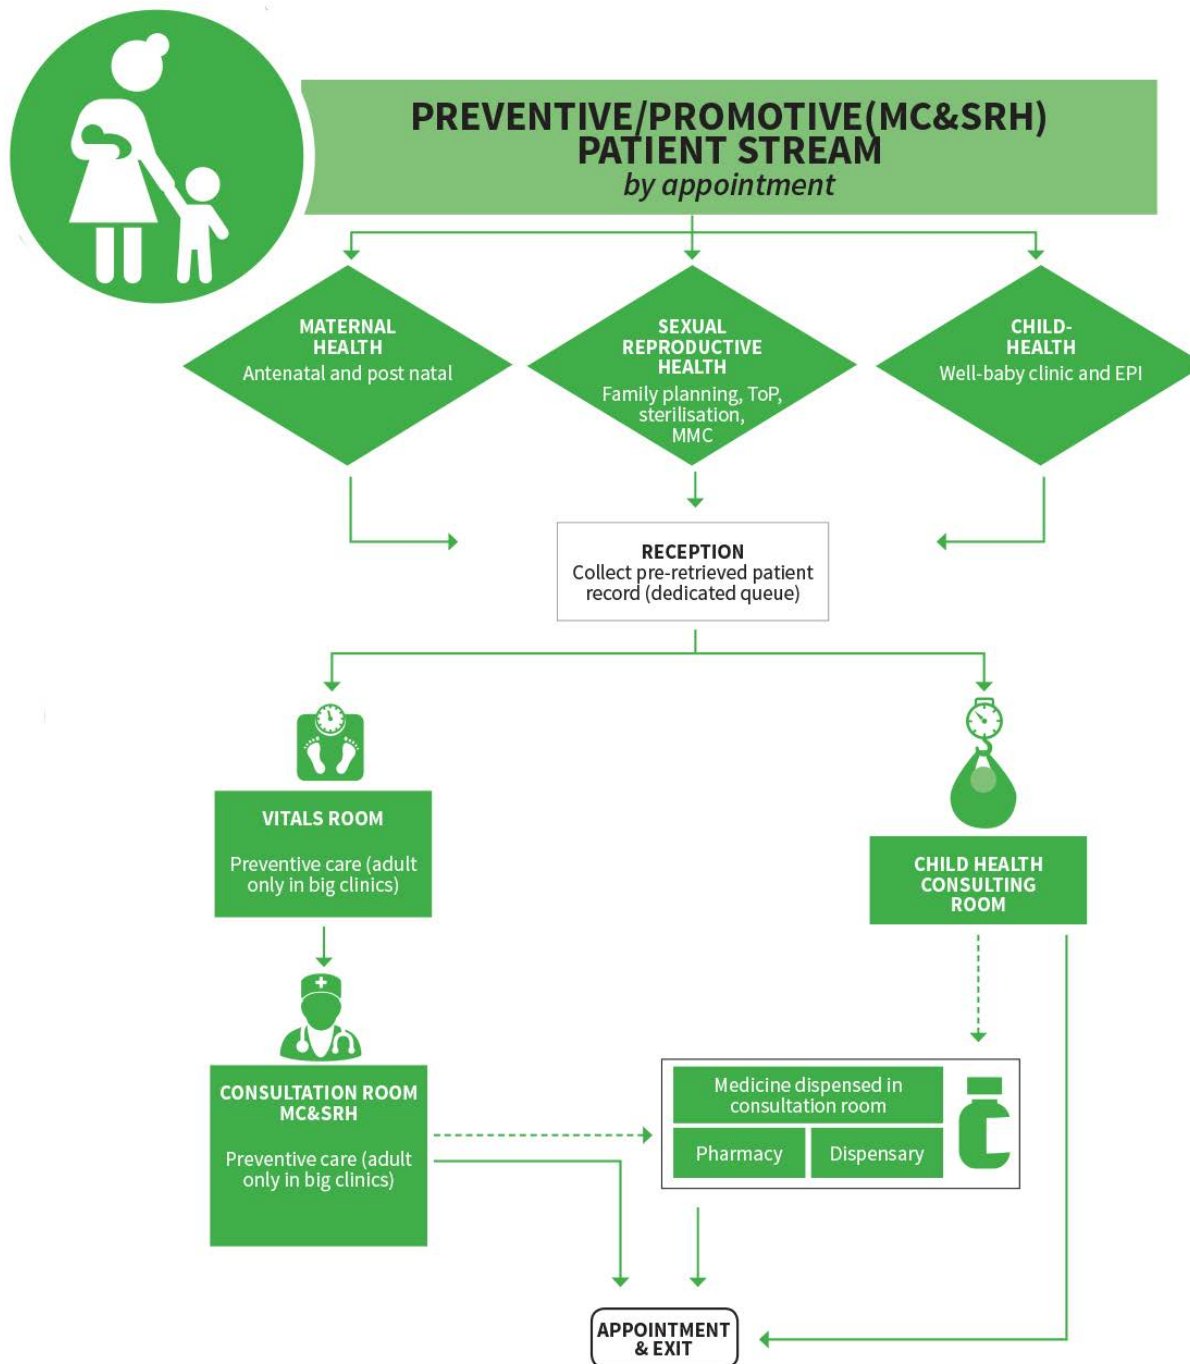 PREVENTIVE/PROMOTIVE(MC&SRH)
PATIENT STREAM
by appointment
MATERNAL
HEALTH
Antenatal and post natal
SEXUAL
REPRODUCTIVE
HEALTH
Family planning, ToP,
sterilisation,
MMC
CHILD-
HEALTH
Well-baby clinic and EPI
RECEPTION
Collect pre-retrieved patient
record (dedicated queue)
VITALS ROOM
Preventive care (adult
only in big clinics)
CHILD HEALTH
CONSULTING
ROOM
CONSULTATION ROOM
MC&SRH
Preventive care (adult
only in big clinics)
Medicine dispensed in
consultation room
Pharmacy
Dispensary
APPOINTMENT
& EXIT